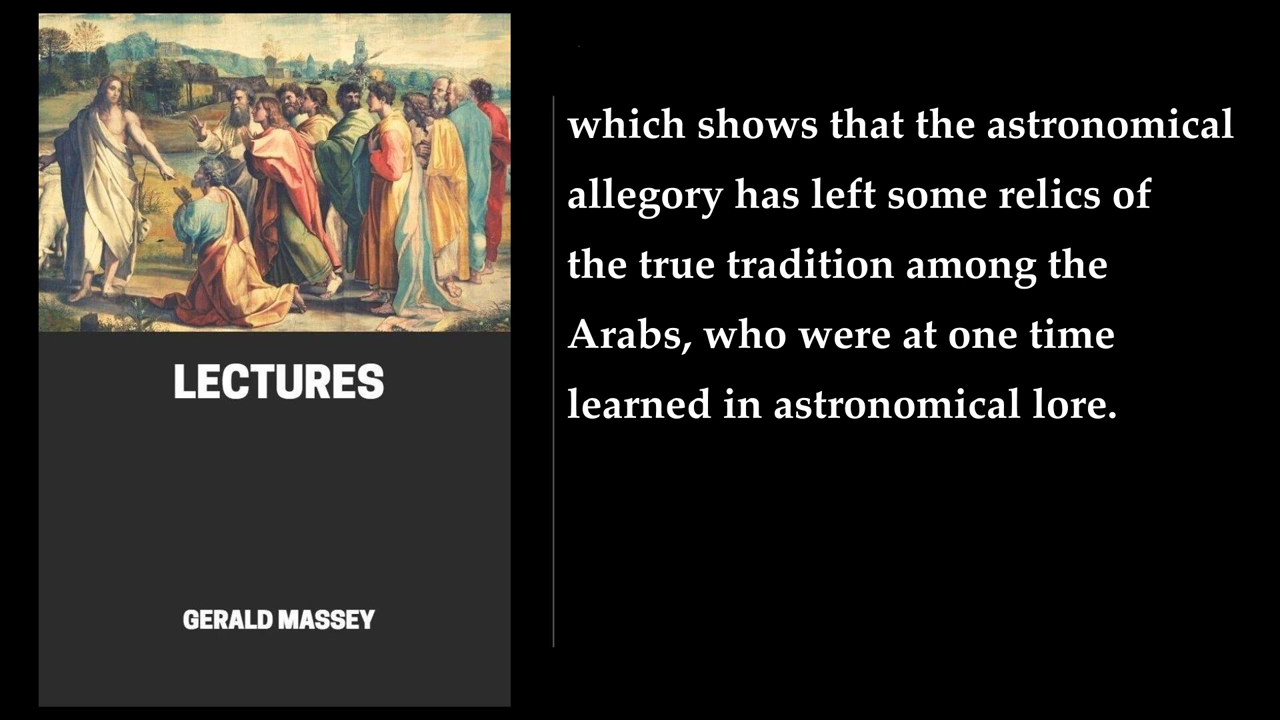 LECTURES
GERALD MASSEY
which shows that the astronomical
allegory has left some relics of
the true tradition among the
Arabs, who were at one time
learned in astronomical lore.